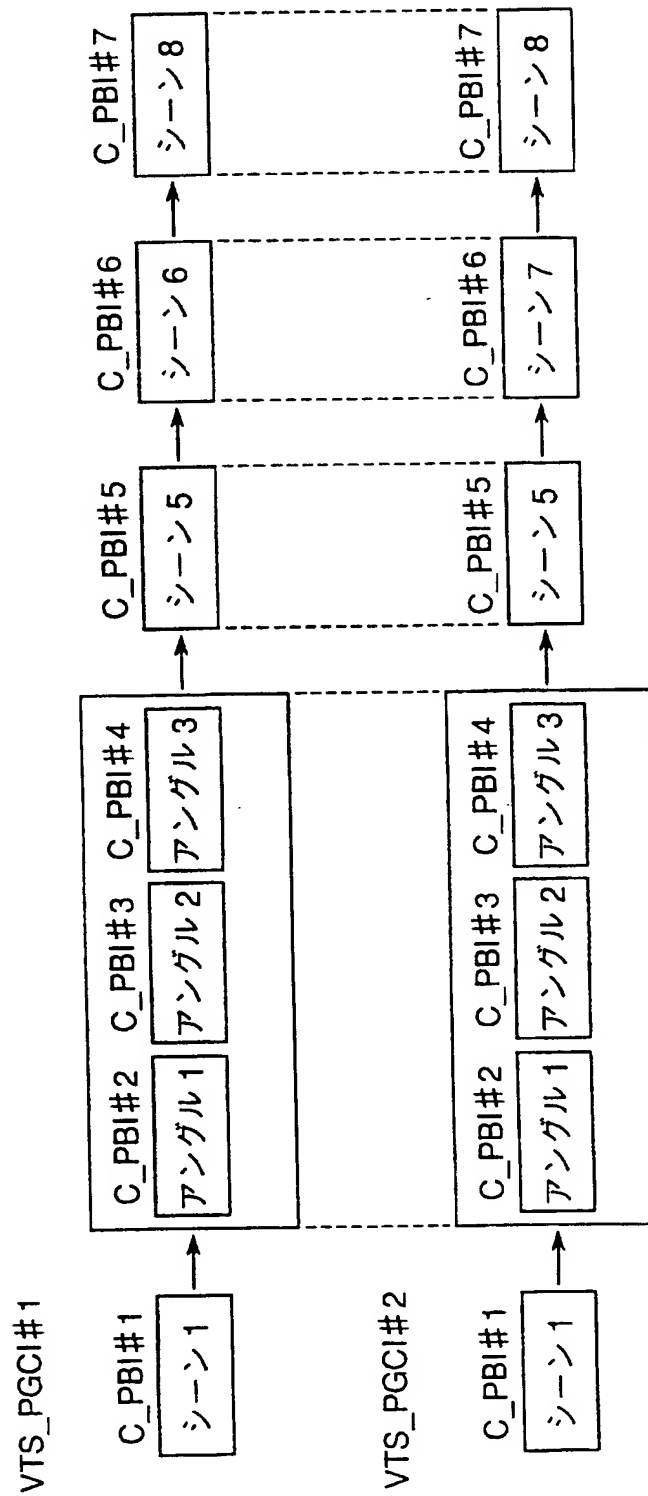 VTS_PGCI#1
C_PBI#1
シーン1
C_PBI#2
アングル1
C_PBI#3
アングル2
C_PBI#4
アングル3
C_PBI#5
シーン5
C_PBI#6
シーン6
C_PBI#7
シーン8
VTS_PGCI#2
C_PBI#1
シーン1
C_PBI#2
アングル1
C_PBI#3
アングル2
C_PBI#4
アングル3
C_PBI#5
シーン5
C_PBI#6
シーン7
C_PBI#7
シーン8